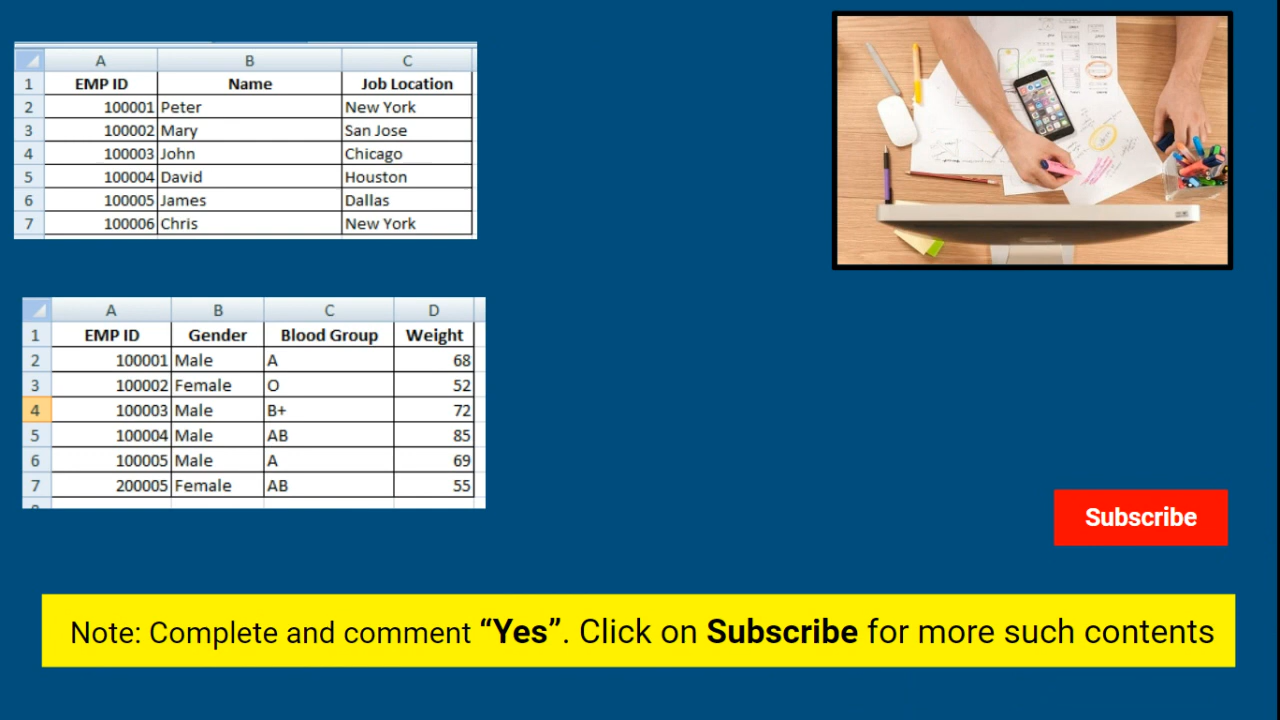 A B C
1 EMP ID Name Job Location
2 100001 Peter New York
3 100002 Mary San Jose
4 100003 John Chicago
5 100004 David Houston
6 100005 James Dallas
7 100006 Chris New York
A B C D
1 EMP ID Gender Blood Group Weight
2 100001 Male A 68
3 100002 Female O 52
4 100003 Male B+ 72
5 100004 Male AB 85
6 100005 Male A 69
7 200005 Female AB 55
Subscribe
Note: Complete and comment “Yes”. Click on Subscribe for more such contents